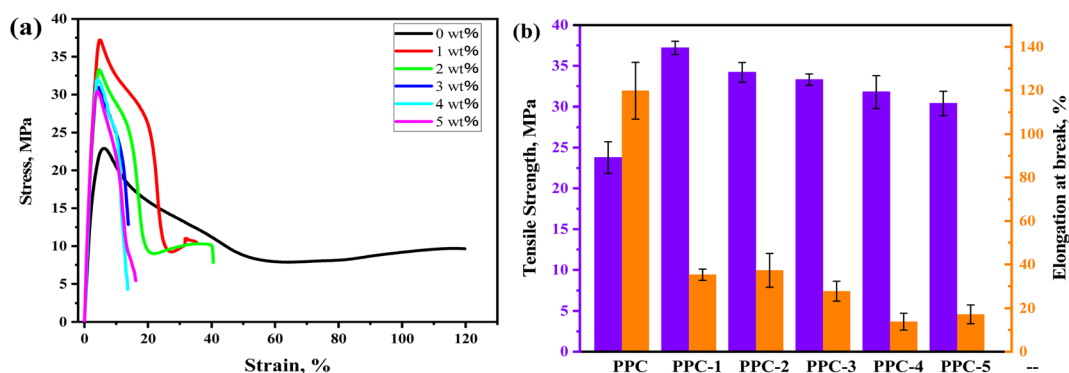 (a)
40
35
30
25
20
15
10
5
0
Stress, MPa
0 wt%
1 wt%
2 wt%
3 wt%
4 wt%
5 wt%
0 20 40 60 80 100 120
Strain, %
(b)
40
35
30
25
20
15
10
5
0
Tensile Strength, MPa
140
120
100
80
60
40
20
0
Elongation at break, %
PPC PPC-1 PPC-2 PPC-3 PPC-4 PPC-5 --